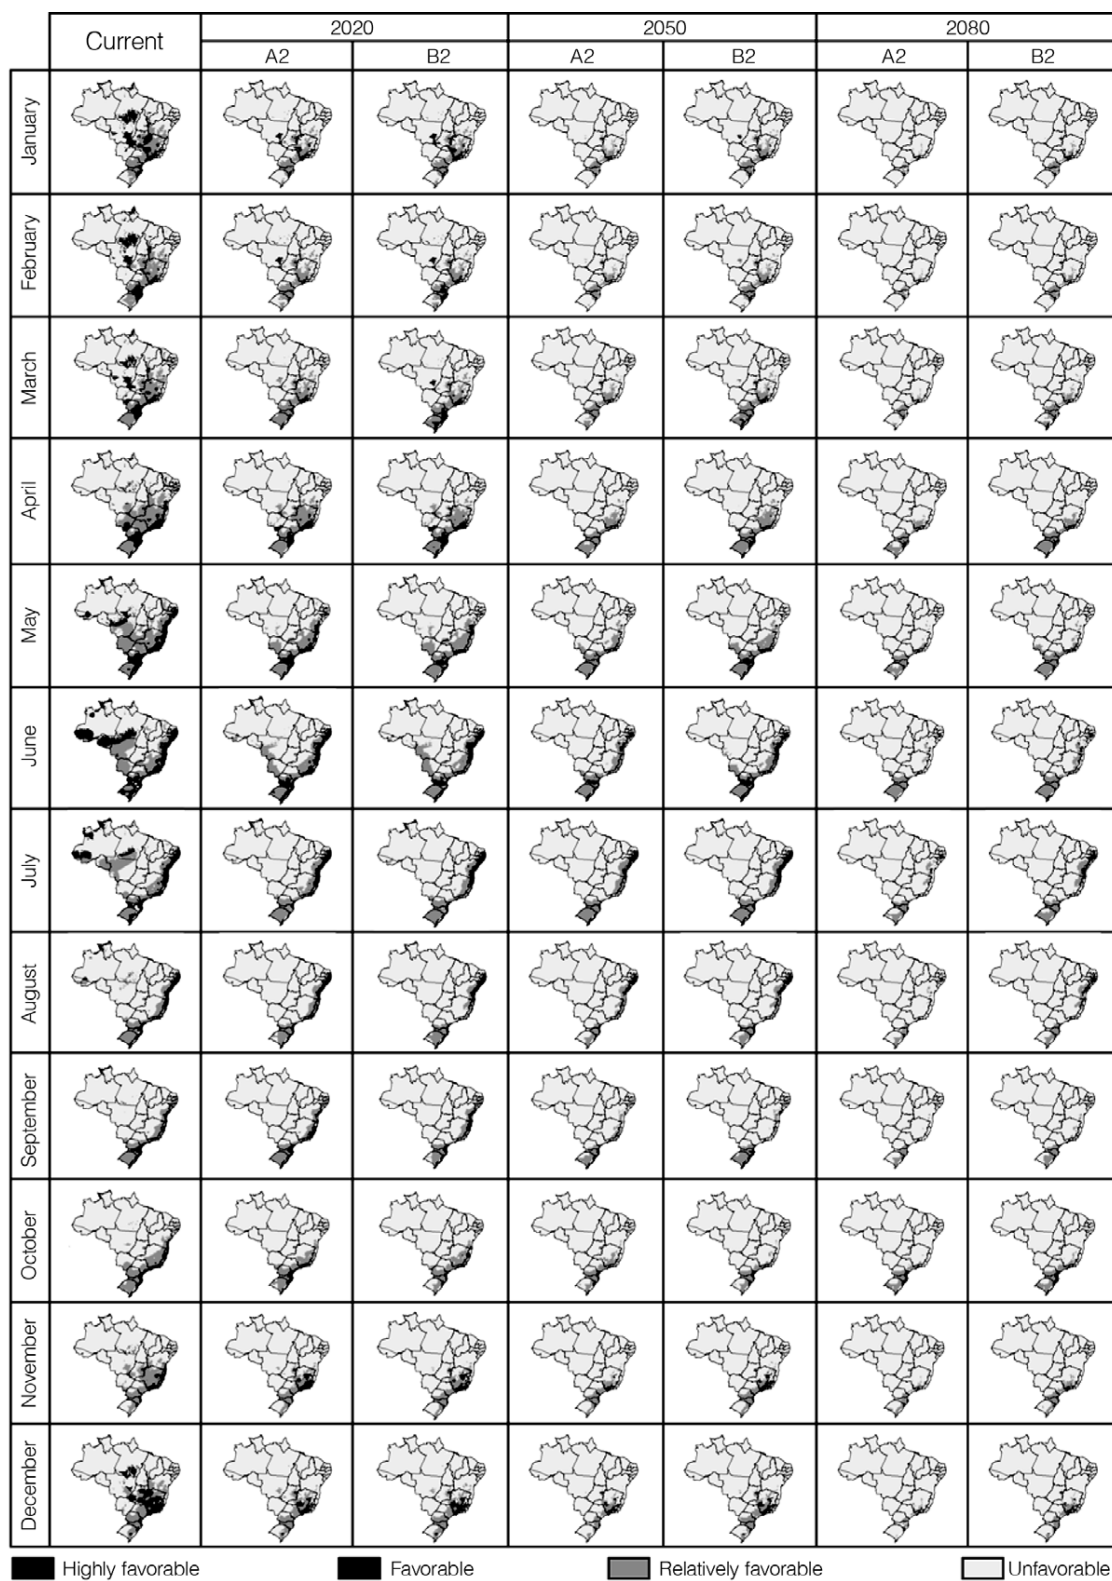 Current 2020 2050 2080
A2 B2 A2 B2 A2 B2
January
February
March
April
May
June
July
August
September
October
November
December
Highly favorable Favorable Relatively favorable Unfavorable